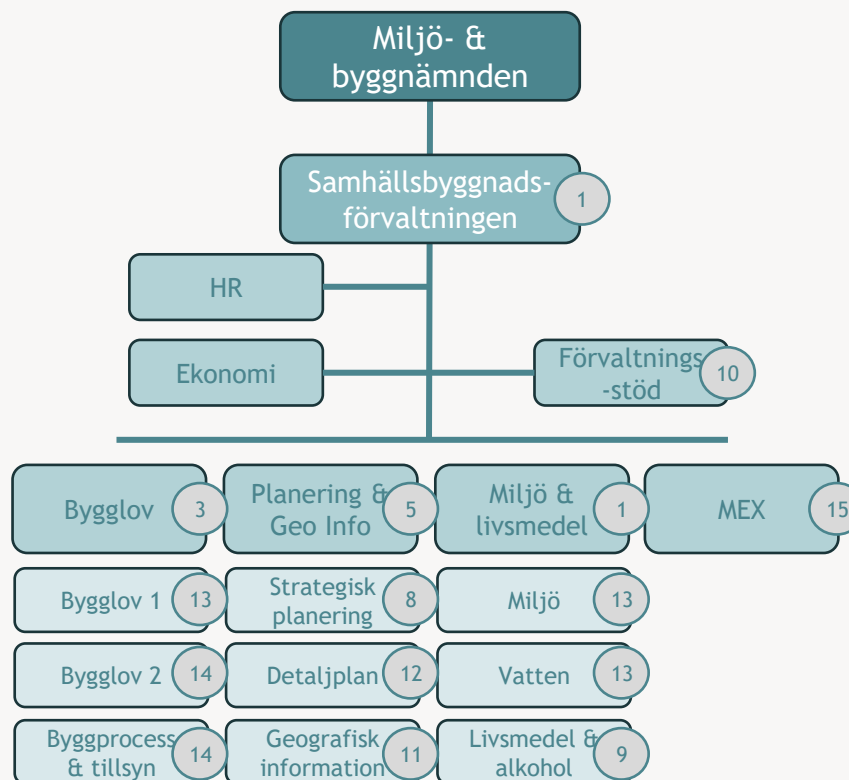 Miljö- &
byggnämnden
Samhällsbyggnads-
förvaltningen
1
HR
Ekonomi
Förvaltnings
-stöd
10
Bygglov
3
Planering &
Geo Info
5
Miljö &
livsmedel
1
MEX
15
Bygglov 1
13
Strategisk
planering
8
Miljö
13
Bygglov 2
14
Detaljplan
12
Vatten
13
Byggprocess
& tillsyn
14
Geografisk
information
11
Livsmedel &
alkohol
9